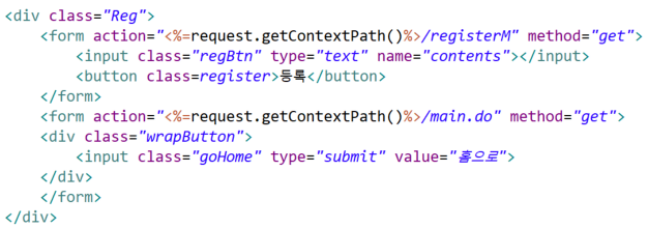 <div class="Reg">
<form action="<%=request.getContextPath()%>/registerM" method="get">
<input class="regBtn" type="text" name="contents"></input>
<button class=register>등록</button>
</form>
<form action="<%=request.getContextPath()%>/main.do" method="get">
<div class="wrapButton">
<input class="goHome" type="submit" value="홈으로">
</div>
</form>
</div>